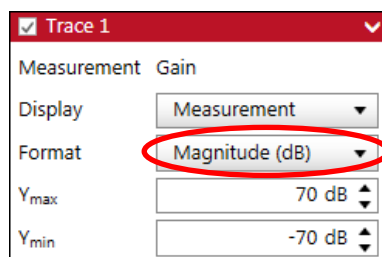 Trace 1
Measurement Gain
Display Measurement
Format Magnitude (dB)
Ymax 70 dB
Ymin -70 dB